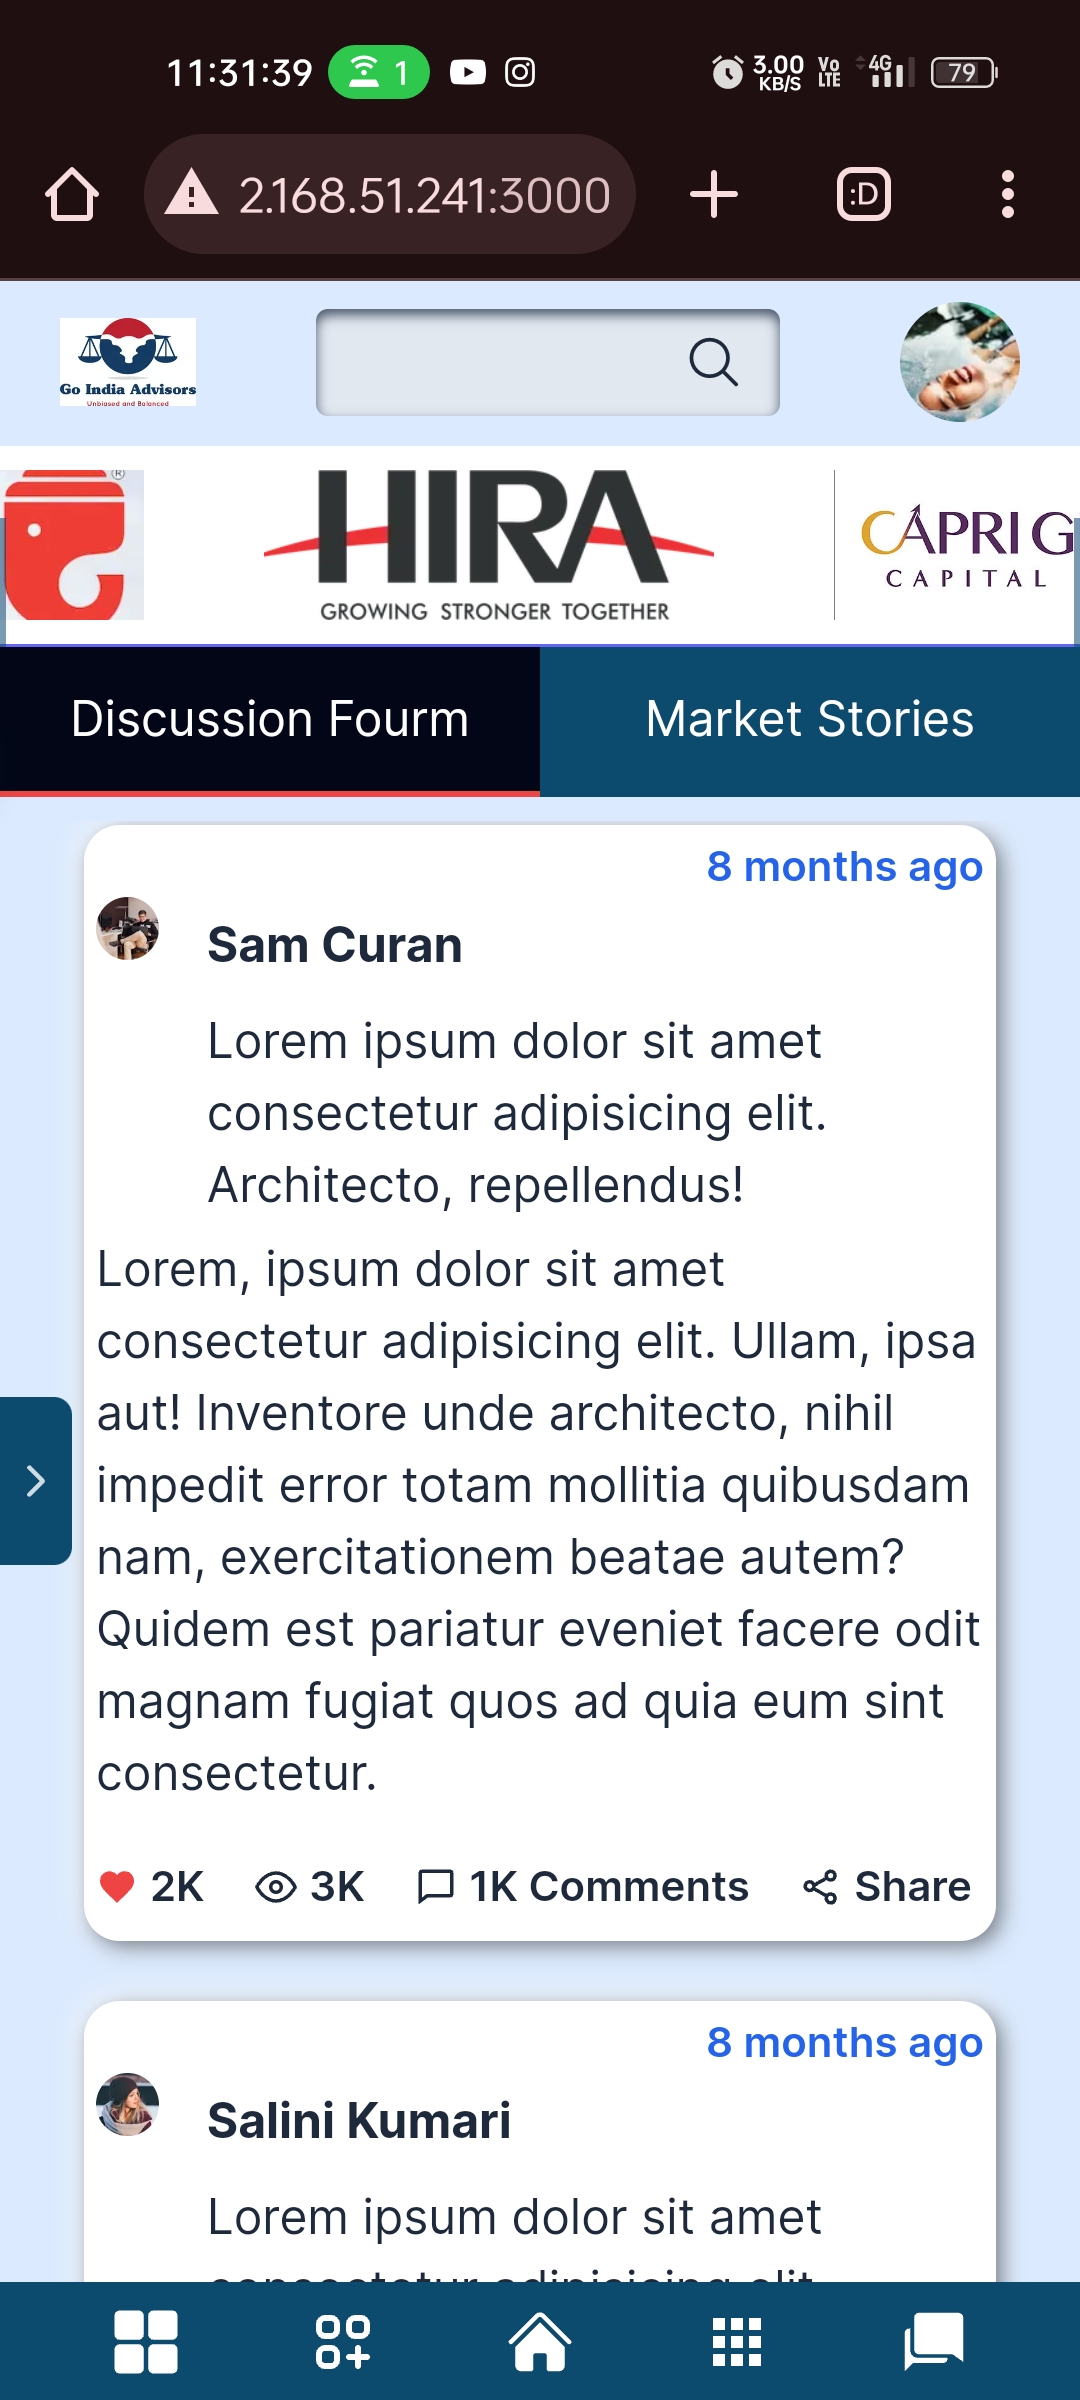 11:31:39 1 3.00 KB/S Vo LTE 4G 79
2.168.51.241:3000 :D
Go India Advisors
Unbiased and Balanced
®
HIRA
GROWING STRONGER TOGETHER
CAPRI G
CAPITAL
Discussion Fourm
Market Stories
8 months ago
Sam Curan
Lorem ipsum dolor sit amet
consectetur adipisicing elit.
Architecto, repellendus!
Lorem, ipsum dolor sit amet
consectetur adipisicing elit. Ullam, ipsa
aut! Inventore unde architecto, nihil
impedit error totam mollitia quibusdam
nam, exercitationem beatae autem?
Quidem est pariatur eveniet facere odit
magnam fugiat quos ad quia eum sint
consectetur.
2K 3K 1K Comments Share
8 months ago
Salini Kumari
Lorem ipsum dolor sit amet
consectetur adipisicing elit